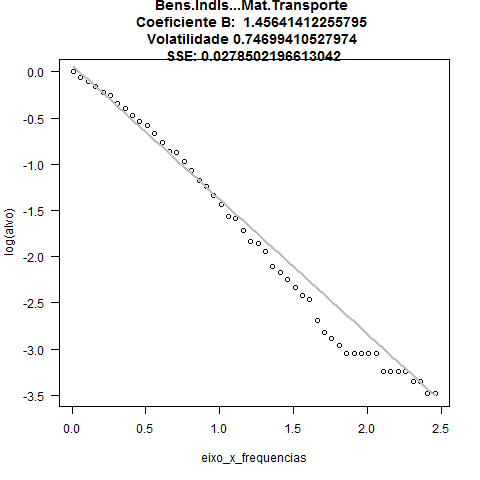 Bens.Indis...Mat.Transporte
Coeficiente B:  1.45641412255795
Volatilidade 0.74699410527974
SSE: 0.0278502196613042
log(alvo)
0.0
-0.5
-1.0
-1.5
-2.0
-2.5
-3.0
-3.5
0.0 0.5 1.0 1.5 2.0 2.5
eixo_x_frequencias